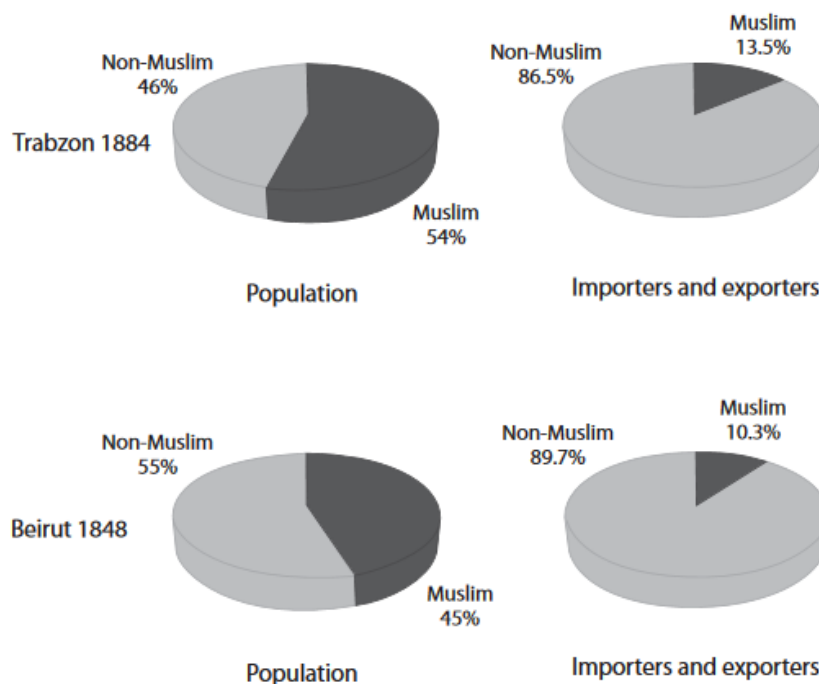 Non-Muslim
46%
Trabzon 1884
Muslim
54%
Population
Non-Muslim
86.5%
Muslim
13.5%
Importers and exporters
Non-Muslim
55%
Beirut 1848
Muslim
45%
Population
Non-Muslim
89.7%
Muslim
10.3%
Importers and exporters